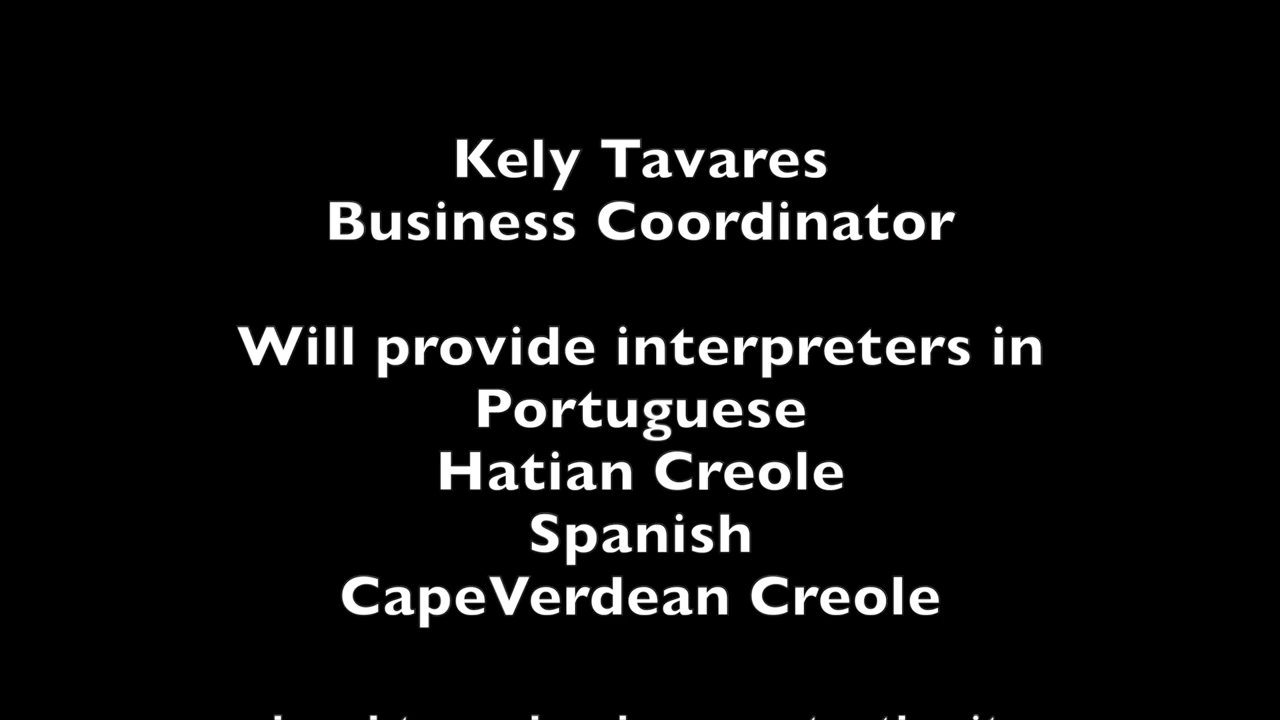 Kely Tavares
Business Coordinator
Will provide interpreters in
Portuguese
Hatian Creole
Spanish
CapeVerdean Creole